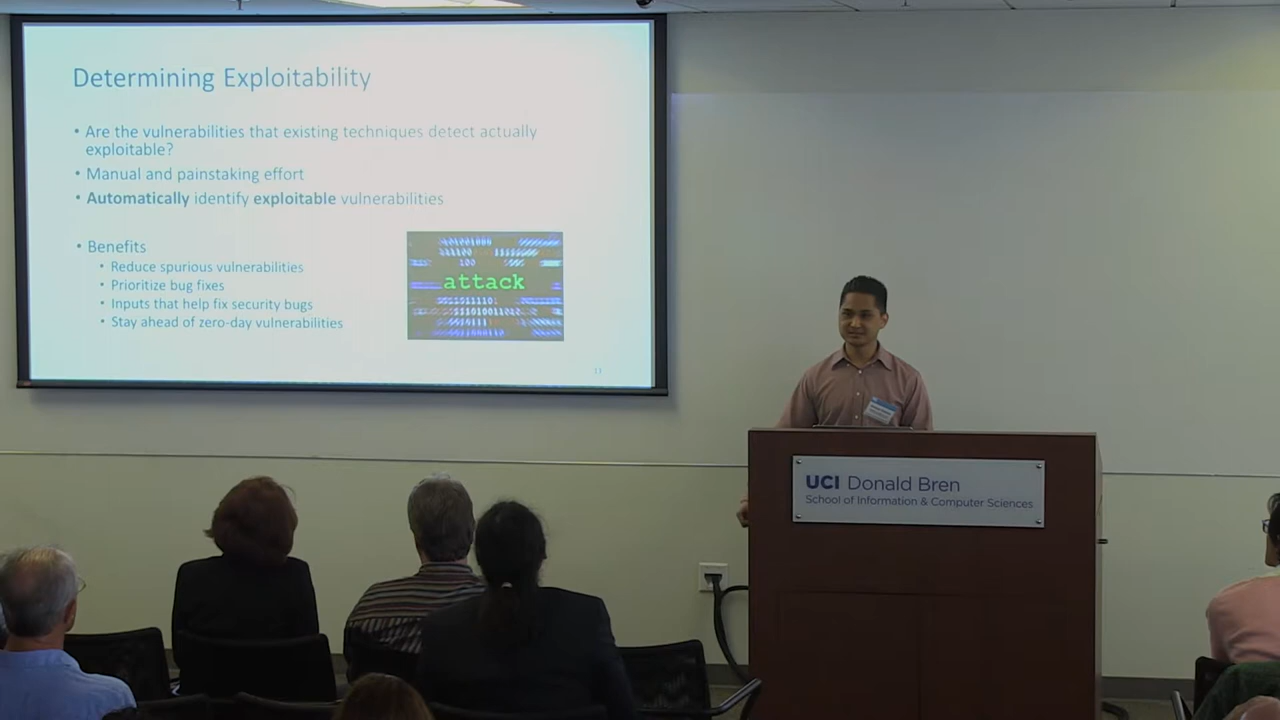 Determining Exploitability
• Are the vulnerabilities that existing techniques detect actually
exploitable?
• Manual and painstaking effort
• Automatically identify exploitable vulnerabilities
• Benefits
• Reduce spurious vulnerabilities
• Prioritize bug fixes
• Inputs that help fix security bugs
• Stay ahead of zero-day vulnerabilities
attack
UCI Donald Bren
School of Information & Computer Sciences